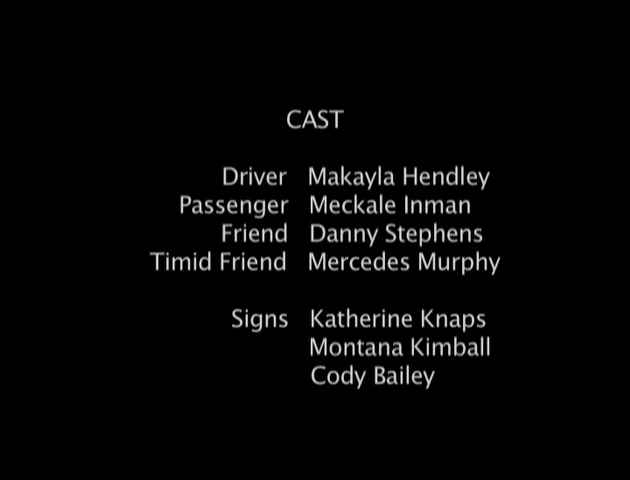 CAST
Driver Makayla Hendley
Passenger Meckale Inman
Friend Danny Stephens
Timid Friend Mercedes Murphy
Signs Katherine Knaps
Montana Kimball
Cody Bailey